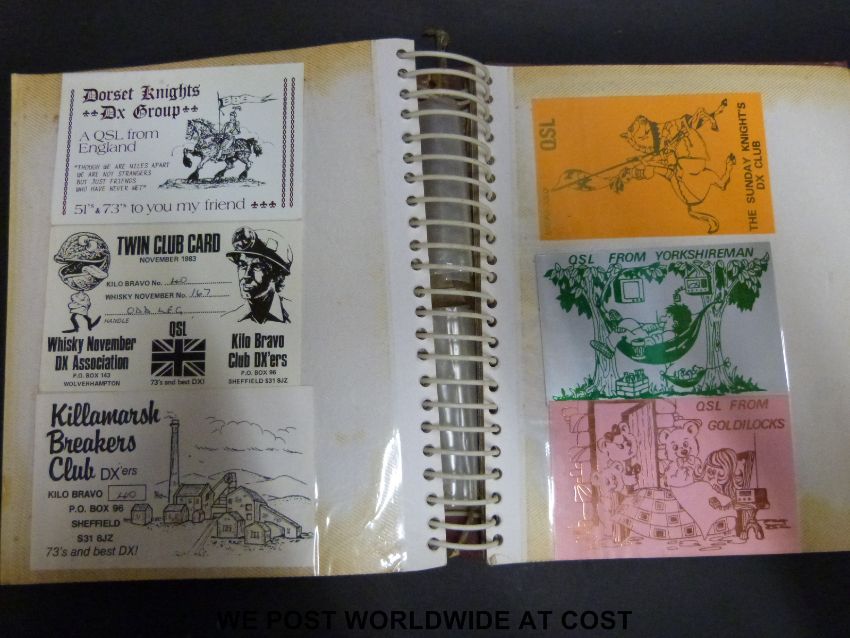 Dorset Knights
Dx Group
A QSL from
England
"THOUGH WE ARE MILES APART
WE ARE NOT STRANGERS
BUT JUST FRIENDS
WHO HAVE NEVER MET"
51's & 73's to you my friend
TWIN CLUB CARD
NOVEMBER 1983
KILO BRAVO No. 460
WHISKY NOVEMBER No. 167
HANDLE
Whisky November
DX Association
P.O. BOX 143
WOLVERHAMPTON
QSL
73's and best DX!
Kilo Bravo
Club DX'ers
P.O. BOX 96
SHEFFIELD S31 8JZ
Killamarsh
Breakers
Club DX'ers
KILO BRAVO 460
P.O. BOX 96
SHEFFIELD
S31 8JZ
73's and best DX!
QSL
THE SUNDAY KNIGHT'S
DX CLUB
QSL FROM YORKSHIREMAN
QSL FROM
GOLDILOCKS
WE POST WORLDWIDE AT COST